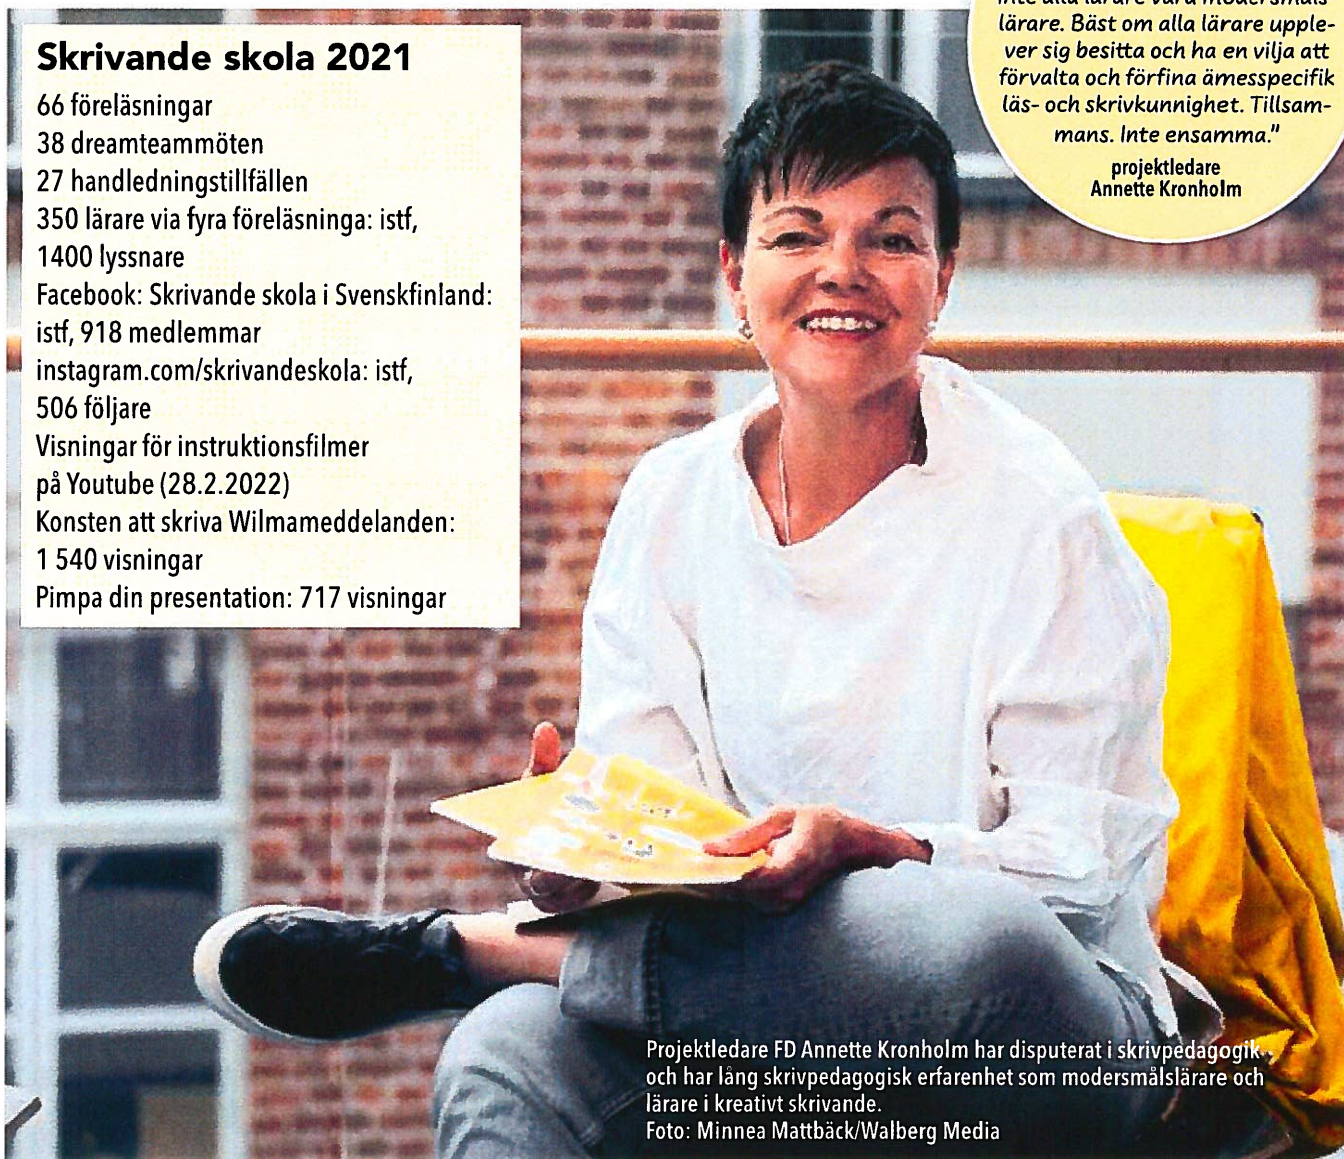 Skrivande skola 2021
66 föreläsningar
38 dreamteammöten
27 handledningstillfällen
350 lärare via fyra föreläsninga: istf,
1400 lyssnare
Facebook: Skrivande skola i Svenskfinland:
istf, 918 medlemmar
instagram.com/skrivandeskola: istf,
506 följare
Visningar för instruktionsfilmer
på Youtube (28.2.2022)
Konsten att skriva Wilmameddelanden:
1 540 visningar
Pimpa din presentation: 717 visningar
Inte alla lärare vara modersmåls-
lärare. Bäst om alla lärare upple-
ver sig besitta och ha en vilja att
förvalta och förfina ämesspecifik
läs- och skrivkunnighet. Tillsam-
mans. Inte ensamma."
projektledare
Annette Kronholm
Projektledare FD Annette Kronholm har disputerat i skrivpedagogik
och har lång skrivpedagogisk erfarenhet som modersmålslärare och
lärare i kreativt skrivande.
Foto: Minnea Mattbäck/Walberg Media